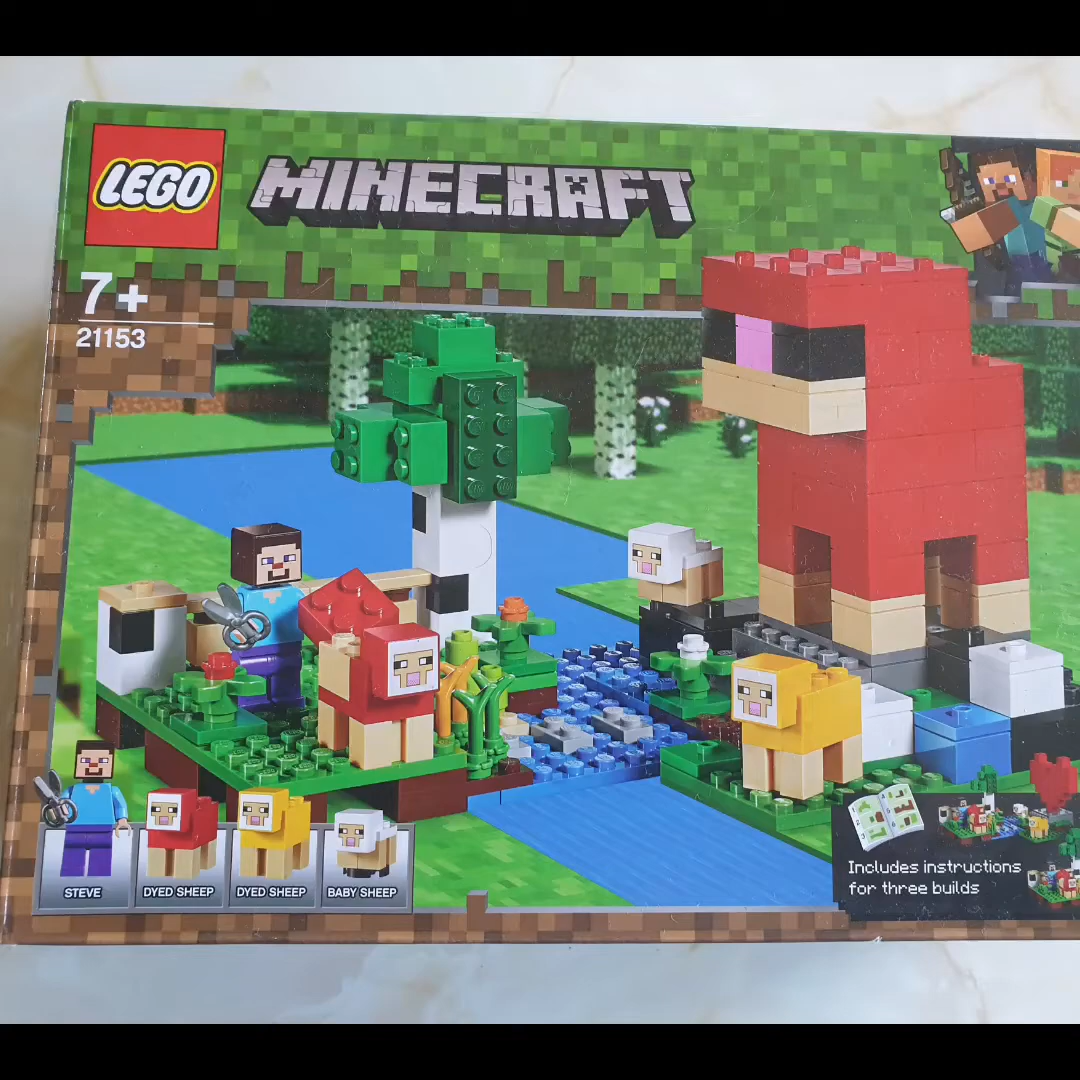 LEGO
MINECRAFT
7+
21153
STEVE
DYED SHEEP
DYED SHEEP
BABY SHEEP
Includes instructions
for three builds